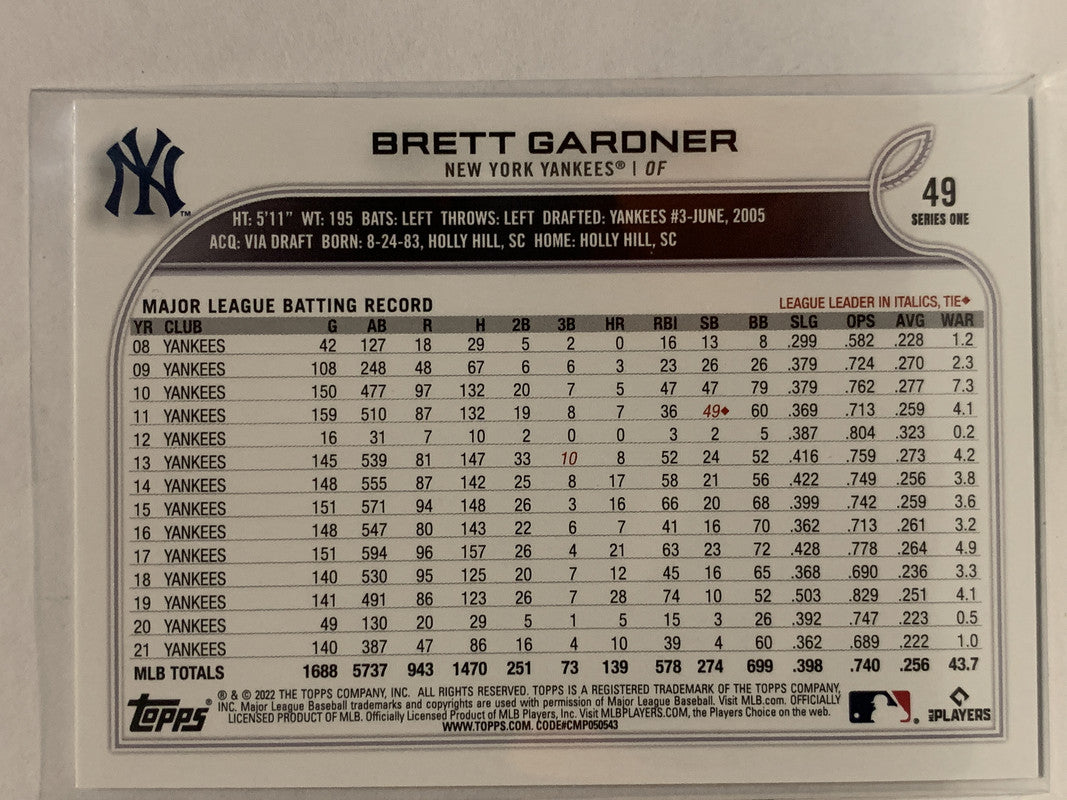 NY™
BRETT GARDNER
NEW YORK YANKEES® | OF
49
SERIES ONE
HT: 5'11" WT: 195 BATS: LEFT THROWS: LEFT DRAFTED: YANKEES #3-JUNE, 2005
ACQ: VIA DRAFT BORN: 8-24-83, HOLLY HILL, SC HOME: HOLLY HILL, SC
MAJOR LEAGUE BATTING RECORD LEAGUE LEADER IN ITALICS, TIE♦
YR CLUB G AB R H 2B 3B HR RBI SB BB SLG OPS AVG WAR
08 YANKEES 42 127 18 29 5 2 0 16 13 8 .299 .582 .228 1.2
09 YANKEES 108 248 48 67 6 6 3 23 26 26 .379 .724 .270 2.3
10 YANKEES 150 477 97 132 20 7 5 47 47 79 .379 .762 .277 7.3
11 YANKEES 159 510 87 132 19 8 7 36 49♦ 60 .369 .713 .259 4.1
12 YANKEES 16 31 7 10 2 0 0 3 2 5 .387 .804 .323 0.2
13 YANKEES 145 539 81 147 33 10 8 52 24 52 .416 .759 .273 4.2
14 YANKEES 148 555 87 142 25 8 17 58 21 56 .422 .749 .256 3.8
15 YANKEES 151 571 94 148 26 3 16 66 20 68 .399 .742 .259 3.6
16 YANKEES 148 547 80 143 22 6 7 41 16 70 .362 .713 .261 3.2
17 YANKEES 151 594 96 157 26 4 21 63 23 72 .428 .778 .264 4.9
18 YANKEES 140 530 95 125 20 7 12 45 16 65 .368 .690 .236 3.3
19 YANKEES 141 491 86 123 26 7 28 74 10 52 .503 .829 .251 4.1
20 YANKEES 49 130 20 29 5 1 5 15 3 26 .392 .747 .223 0.5
21 YANKEES 140 387 47 86 16 4 10 39 4 60 .362 .689 .222 1.0
MLB TOTALS 1688 5737 943 1470 251 73 139 578 274 699 .398 .740 .256 43.7
topps®
® & © 2022 THE TOPPS COMPANY, INC. ALL RIGHTS RESERVED. TOPPS IS A REGISTERED TRADEMARK OF THE TOPPS COMPANY,
INC. Major League Baseball trademarks and copyrights are used with permission of Major League Baseball. Visit MLB.com. OFFICIALLY
LICENSED PRODUCT OF MLB. Officially Licensed Product of MLB Players, Inc. Visit MLBPLAYERS.COM, the Players Choice on the web.
WWW.TOPPS.COM. CODE#CMP050543
MLB PLAYERS